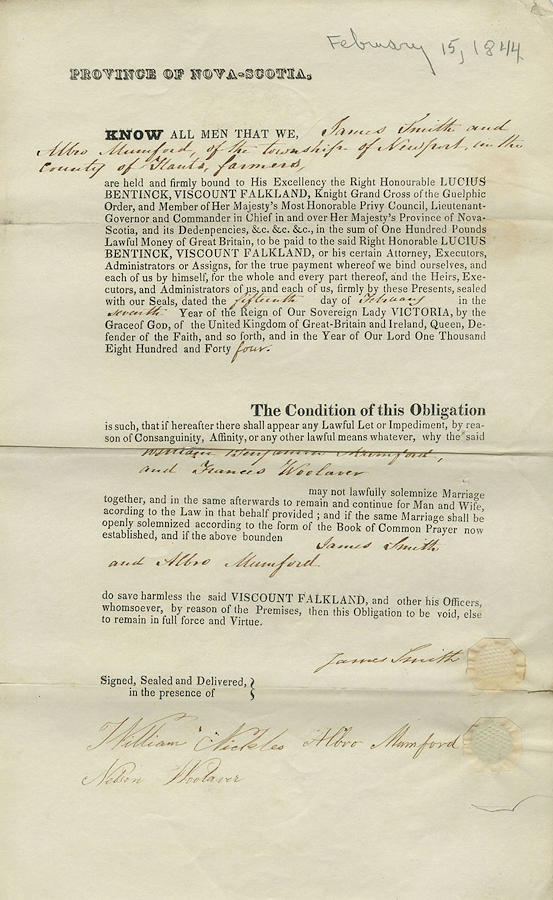 February 15, 1844
PROVINCE OF NOVA-SCOTIA.
KNOW ALL MEN THAT WE, James Smith and
Albro Mumford, of the township of Newport, in the
County of Hants, farmers,
are held and firmly bound to His Excellency the Right Honourable LUCIUS
BENTINCK, VISCOUNT FALKLAND, Knight Grand Cross of the Guelphic
Order, and Member of Her Majesty's Most Honorable Privy Council, Lieutenant-
Governor and Commander in Chief in and over Her Majesty's Province of Nova-
Scotia, and its Dedenpencies, &c. &c. &c., in the sum of One Hundred Pounds
Lawful Money of Great Britain, to be paid to the said Right Honorable LUCIUS
BENTINCK, VISCOUNT FALKLAND, or his certain Attorney, Executors,
Administrators or Assigns, for the true payment whereof we bind ourselves, and
each of us by himself, for the whole and every part thereof, and the Heirs, Exe-
cutors, and Administrators of us, and each of us, firmly by these Presents, sealed
with our Seals, dated the fifteenth day of February in the
seventh Year of the Reign of Our Sovereign Lady VICTORIA, by the
Grace of GOD, of the United Kingdom of Great-Britain and Ireland, Queen, De-
fender of the Faith, and so forth, and in the Year of Our Lord One Thousand
Eight Hundred and Forty four.
The Condition of this Obligation
is such, that if hereafter there shall appear any Lawful Let or Impediment, by rea-
son of Consanguinity, Affinity, or any other lawful means whatever, why the said
William Benjamin Mumford,
and Frances Woolaver
may not lawfully solemnize Marriage
together, and in the same afterwards to remain and continue for Man and Wife,
acording to the Law in that behalf provided ; and if the same Marriage shall be
openly solemnized according to the form of the Book of Common Prayer now
established, and if the above bounden James Smith
and Albro Mumford
do save harmless the said VISCOUNT FALKLAND, and other his Officers,
whomsoever, by reason of the Premises, then this Obligation to be void, else
to remain in full force and Virtue.
James Smith
Signed, Sealed and Delivered,
in the presence of
William Nickles Albro Mumford
Nelson Woolaver